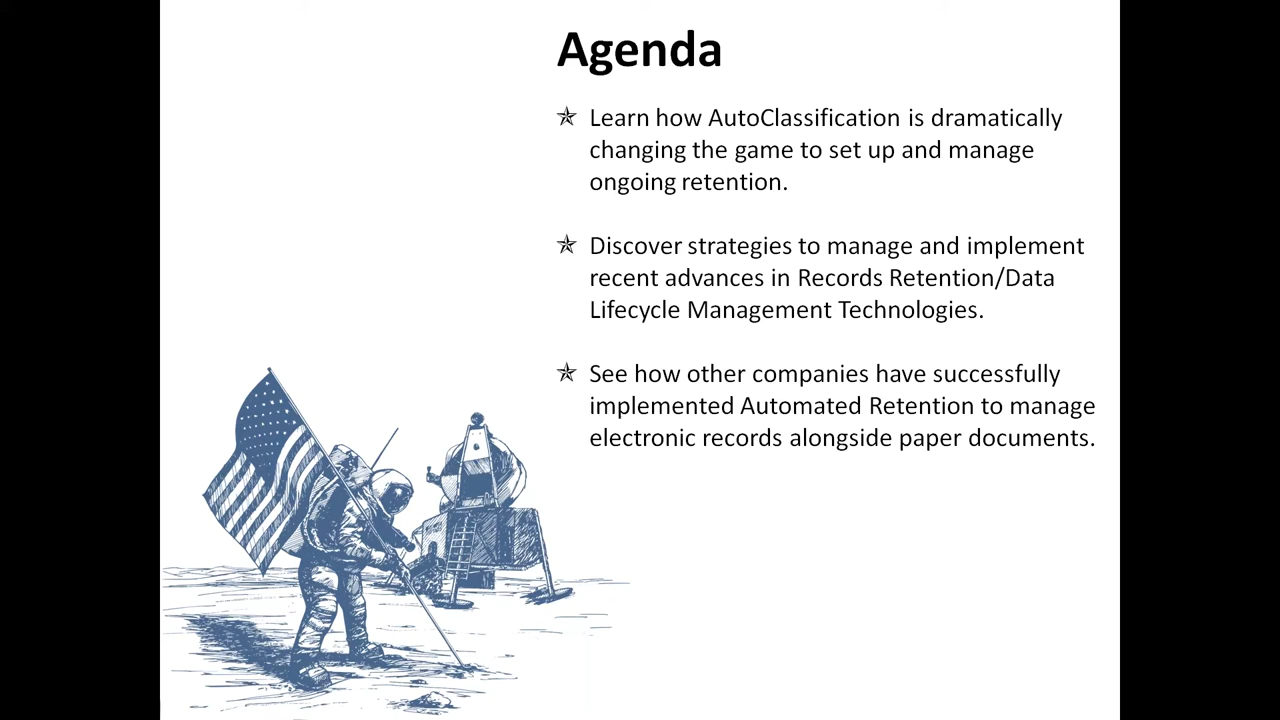 Agenda
Learn how AutoClassification is dramatically
changing the game to set up and manage
ongoing retention.
Discover strategies to manage and implement
recent advances in Records Retention/Data
Lifecycle Management Technologies.
See how other companies have successfully
implemented Automated Retention to manage
electronic records alongside paper documents.